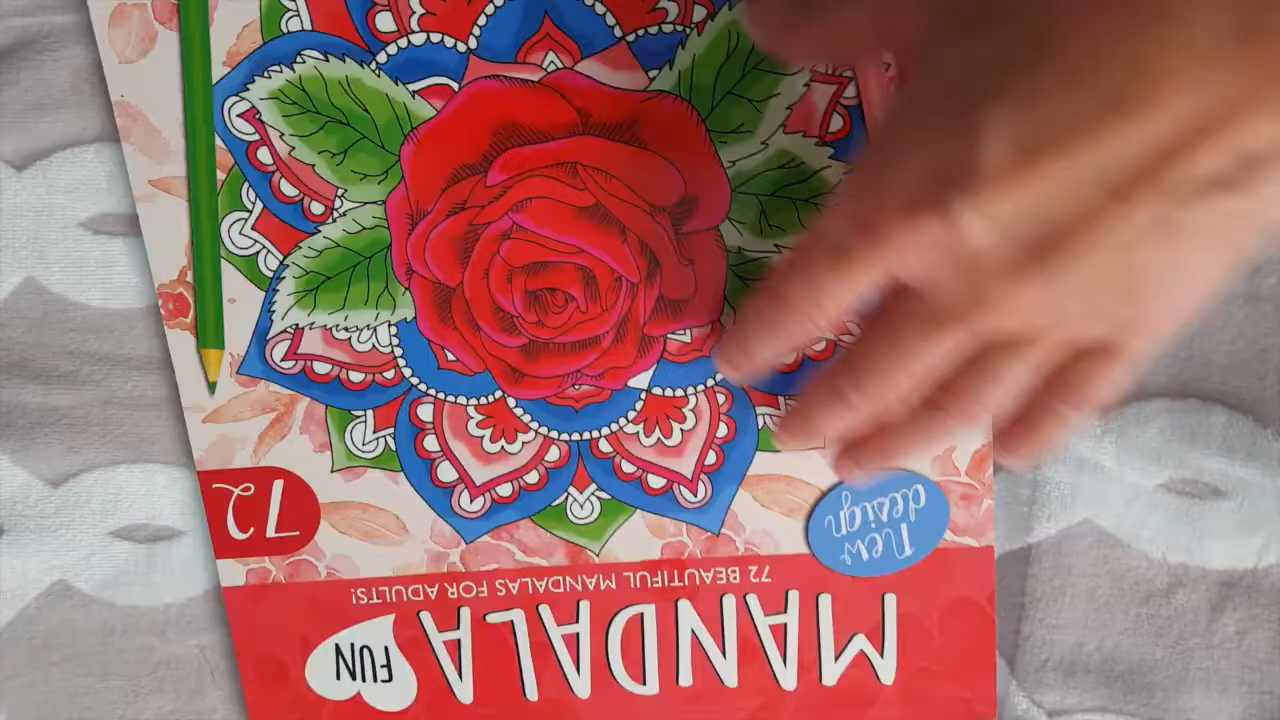 MANDALA
FUN
72 BEAUTIFUL MANDALAS FOR ADULTS!
new
design
72